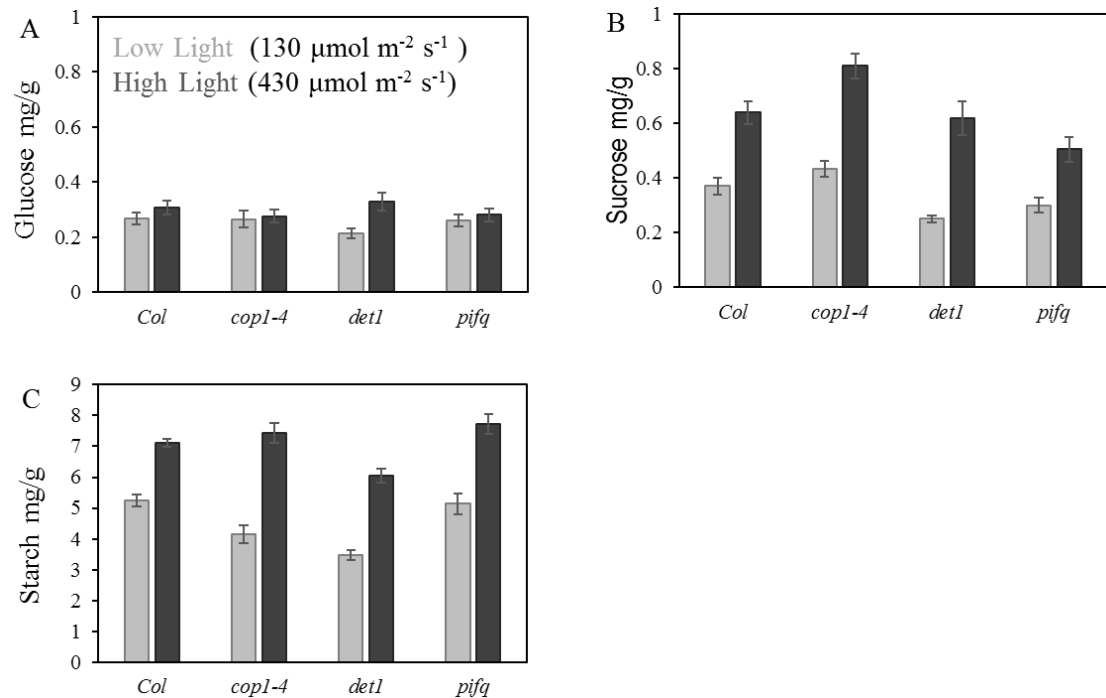 A
Glucose mg/g
1
0.8
0.6
0.4
0.2
0
Low Light (130 µmol m⁻² s⁻¹ )
High Light (430 µmol m⁻² s⁻¹)
Col cop1-4 det1 pifq
B
Sucrose mg/g
1
0.8
0.6
0.4
0.2
0
Col cop1-4 det1 pifq
C
Starch mg/g
9
8
7
6
5
4
3
2
1
0
Col cop1-4 det1 pifq